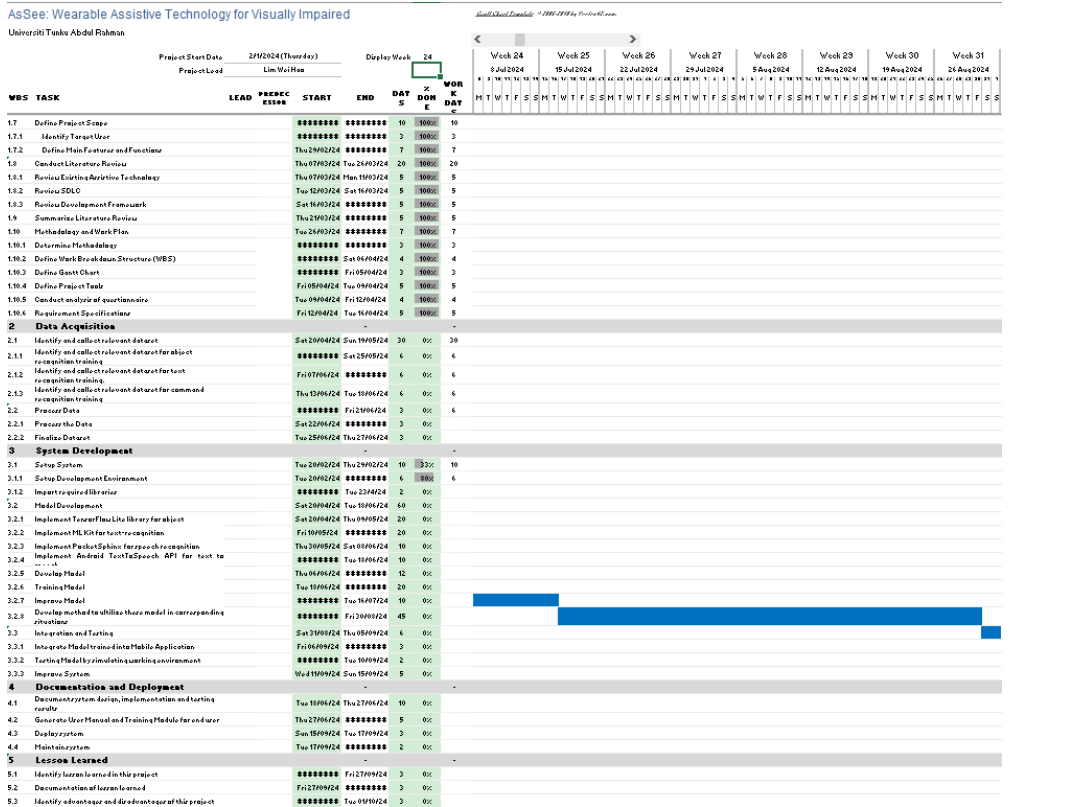 AsSee: Wearable Assistive Technology for Visually Impaired
Gantt Chart Template © 2006-2018 by Vertex42.com.
Universiti Tunku Abdul Rahman
Project Start Date 2/1/2024 (Thursday) Display Week 24
Project Lead Lim Wei Hao
Week 24 Week 25 Week 26 Week 27 Week 28 Week 29 Week 30 Week 31
8 Jul 2024 15 Jul 2024 22 Jul 2024 29 Jul 2024 5 Aug 2024 12 Aug 2024 19 Aug 2024 26 Aug 2024
WBS TASK LEAD PREDECESSOR START END DAYS % DONE WORK DAYS
M T W T F S S M T W T F S S M T W T F S S M T W T F S S M T W T F S S M T W T F S S M T W T F S S M T W T F S S
1.7 Define Project Scope ######## ######## 10 100% 10
1.7.1 Identify Target User ######## ######## 3 100% 3
1.7.2 Define Main Features and Functions Thu 29/02/24 ######## 7 100% 7
1.8 Conduct Literature Review Thu 07/03/24 Tue 26/03/24 20 100% 20
1.8.1 Review Existing Assistive Technology Thu 07/03/24 Mon 11/03/24 5 100% 5
1.8.2 Review SDLC Tue 12/03/24 Sat 16/03/24 5 100% 5
1.8.3 Review Development Framework Sat 16/03/24 ######## 5 100% 5
1.9 Summarize Literature Review Thu 21/03/24 ######## 5 100% 5
1.10 Methodology and Work Plan Tue 26/03/24 ######## 7 100% 7
1.10.1 Determine Methodology ######## ######## 3 100% 3
1.10.2 Define Work Breakdown Structure (WBS) ######## Sat 06/04/24 4 100% 4
1.10.3 Define Gantt Chart ######## Fri 05/04/24 3 100% 3
1.10.4 Define Project Tools Fri 05/04/24 Tue 09/04/24 5 100% 5
1.10.5 Conduct analysis of questionnaire Tue 09/04/24 Fri 12/04/24 4 100% 4
1.10.6 Requirement Specifications Fri 12/04/24 Tue 16/04/24 5 100% 5
2 Data Acquisition - -
2.1 Identify and collect relevant dataset Sat 20/04/24 Sun 19/05/24 30 0% 30
2.1.1 Identify and collect relevant dataset for object recognition training ######## Sat 25/05/24 6 0% 6
2.1.2 Identify and collect relevant dataset for text recognition training. Fri 07/06/24 ######## 6 0% 6
2.1.3 Identify and collect relevant dataset for command recognition training Thu 13/06/24 Tue 18/06/24 6 0% 6
2.2 Process Data ######## Fri 21/06/24 3 0% 6
2.2.1 Process the Data Sat 22/06/24 ######## 3 0%
2.2.2 Finalize Dataset Tue 25/06/24 Thu 27/06/24 3 0%
3 System Development - -
3.1 Setup System Tue 20/02/24 Thu 29/02/24 10 33% 10
3.1.1 Setup Development Environment Tue 20/02/24 ######## 6 80% 6
3.1.2 Import required libraries ######## Tue 23/4/24 2 0%
3.2 Model Development Sat 20/04/24 Tue 18/06/24 60 0%
3.2.1 Implement TensorFlow Lite library for object Sat 20/04/24 Thu 09/05/24 20 0%
3.2.2 Implement ML Kit for text-recognition Fri 10/05/24 ######## 20 0%
3.2.3 Implement PocketSphinx for speech recognition Thu 30/05/24 Sat 08/06/24 10 0%
3.2.4 Implement Android TextToSpeech API for text to ######## Tue 18/06/24 10 0%
3.2.5 Develop Model Thu 06/06/24 ######## 12 0%
3.2.6 Training Model Tue 18/06/24 ######## 20 0%
3.2.7 Improve Model ######## Tue 16/07/24 10 0%
3.2.8 Develop method to ultilize these model in corresponding situations ######## Fri 30/08/24 45 0%
3.3 Integration and Testing Sat 31/08/24 Thu 05/09/24 6 0%
3.3.1 Integrate Model trained into Mobile Application Fri 06/09/24 ######## 3 0%
3.3.2 Testing Model by simulating working environment ######## Tue 10/09/24 2 0%
3.3.3 Improve System Wed 11/09/24 Sun 15/09/24 5 0%
4 Documentation and Deployment - -
4.1 Document system design, implementation and testing results Tue 18/06/24 Thu 27/06/24 10 0%
4.2 Generate User Manual and Training Module for end user Thu 27/06/24 ######## 5 0%
4.3 Deploy system Sun 15/09/24 Tue 17/09/24 3 0%
4.4 Maintain system Tue 17/09/24 ######## 2 0%
5 Lesson Learned - -
5.1 Identify lesson learned in this project ######## Fri 27/09/24 3 0%
5.2 Documentation of lesson learned Fri 27/09/24 ######## 3 0%
5.3 Identify advantages and disadvantages of this project ######## Tue 01/10/24 3 0%